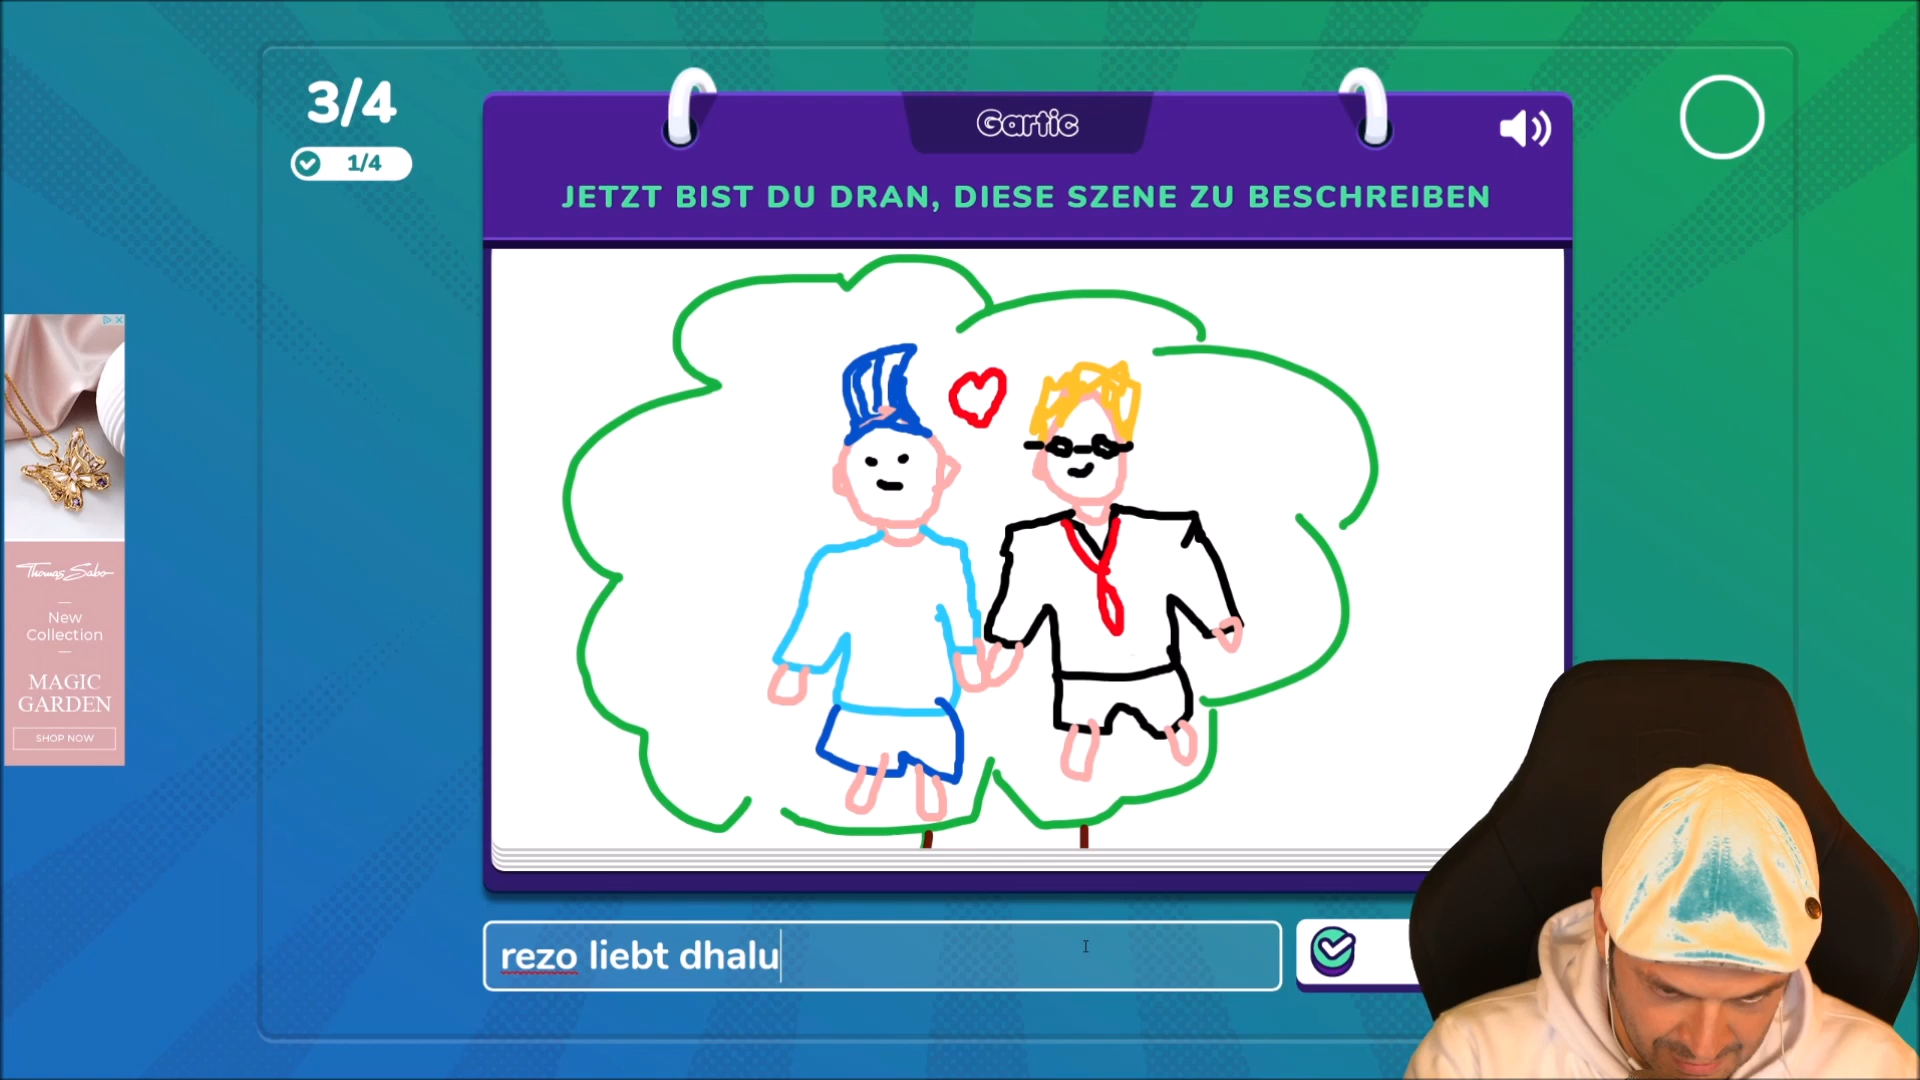 3/4
1/4
Gartic
JETZT BIST DU DRAN, DIESE SZENE ZU BESCHREIBEN
Thomas Sabo
New
Collection
MAGIC
GARDEN
SHOP NOW
rezo liebt dhalu